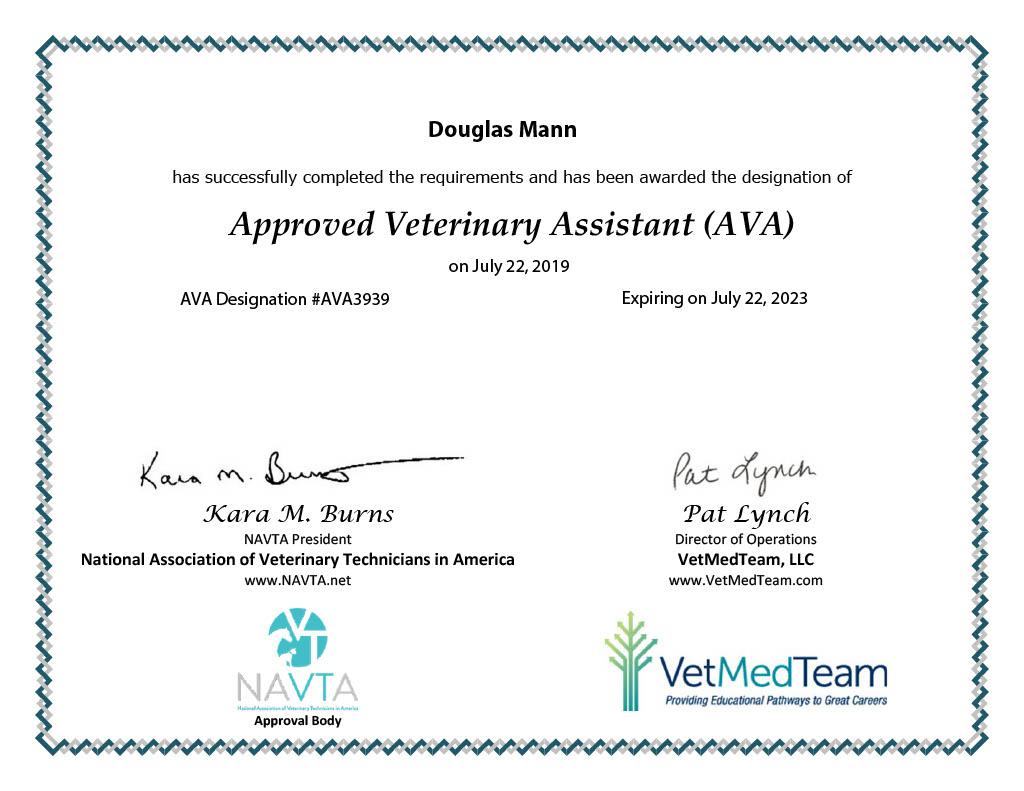 Douglas Mann
has successfully completed the requirements and has been awarded the designation of
Approved Veterinary Assistant (AVA)
on July 22, 2019
AVA Designation #AVA3939
Expiring on July 22, 2023
Kara M. Burns
Pat Lynch
Kara M. Burns
Pat Lynch
NAVTA President
Director of Operations
National Association of Veterinary Technicians in America
VetMedTeam, LLC
www.NAVTA.net
www.VetMedTeam.com
VT
NAVTA
National Association of Veterinary Technicians in America
Approval Body
VetMedTeam
Providing Educational Pathways to Great Careers